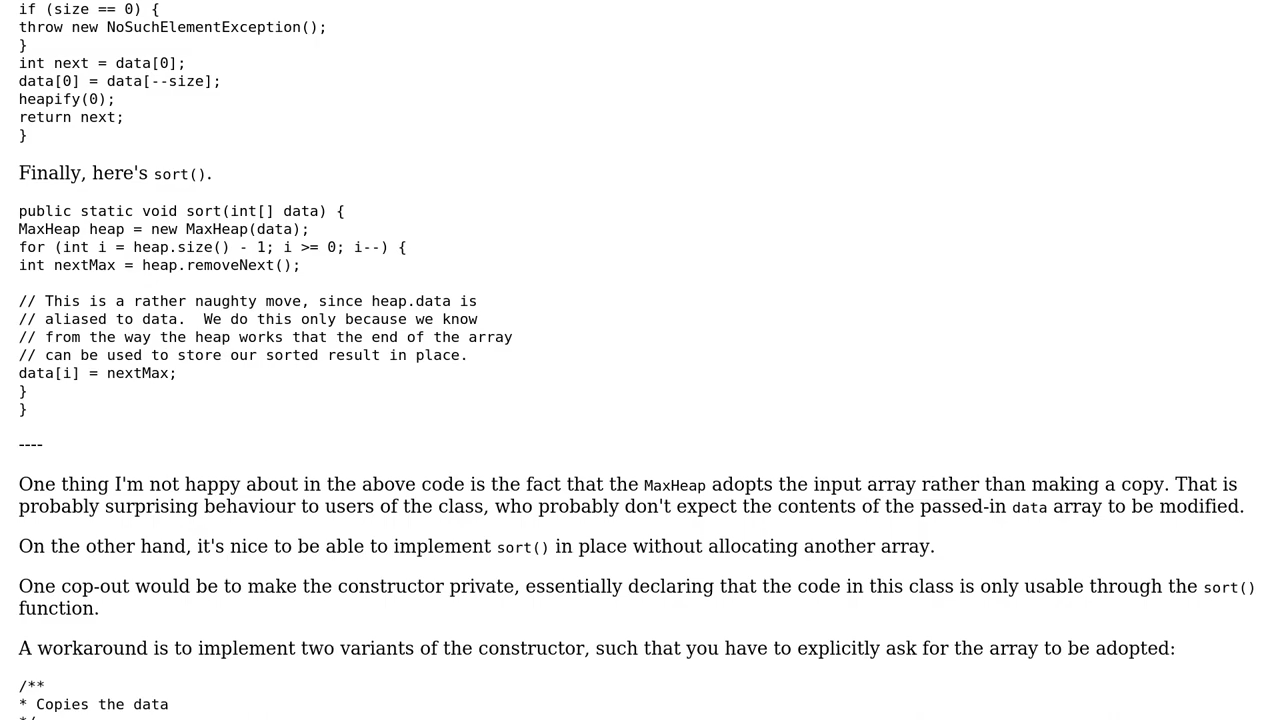 if (size == 0) {
throw new NoSuchElementException();
}
int next = data[0];
data[0] = data[--size];
heapify(0);
return next;
}
Finally, here's sort().
public static void sort(int[] data) {
MaxHeap heap = new MaxHeap(data);
for (int i = heap.size() - 1; i >= 0; i--) {
int nextMax = heap.removeNext();
// This is a rather naughty move, since heap.data is
// aliased to data.  We do this only because we know
// from the way the heap works that the end of the array
// can be used to store our sorted result in place.
data[i] = nextMax;
}
}
----
One thing I'm not happy about in the above code is the fact that the MaxHeap adopts the input array rather than making a copy. That is
probably surprising behaviour to users of the class, who probably don't expect the contents of the passed-in data array to be modified.
On the other hand, it's nice to be able to implement sort() in place without allocating another array.
One cop-out would be to make the constructor private, essentially declaring that the code in this class is only usable through the sort()
function.
A workaround is to implement two variants of the constructor, such that you have to explicitly ask for the array to be adopted:
/**
* Copies the data
*/